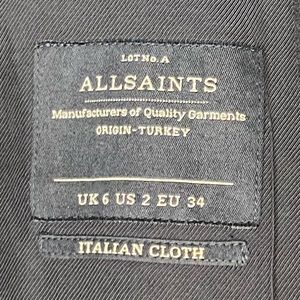 LOT No. A
ALLSAINTS
Manufacturers of Quality Garments
ORIGIN-TURKEY
UK 6 US 2 EU 34
ITALIAN CLOTH